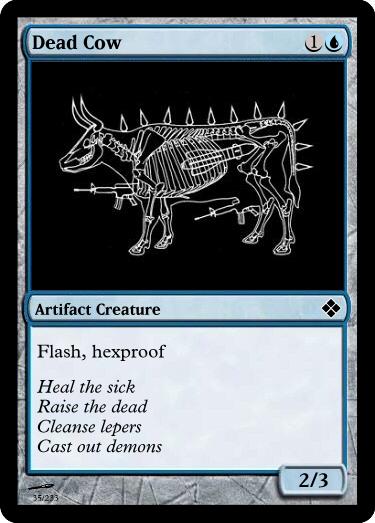 Dead Cow 1
Artifact Creature
Flash, hexproof
Heal the sick
Raise the dead
Cleanse lepers
Cast out demons
2/3
35/233